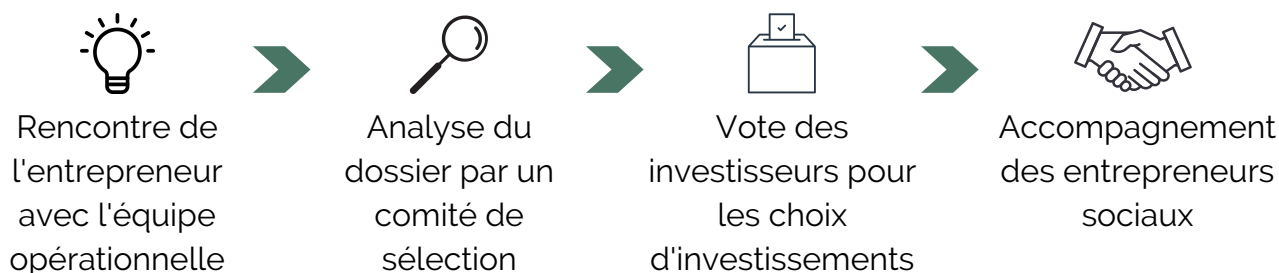 Rencontre de
l'entrepreneur
avec l'équipe
opérationnelle
Analyse du
dossier par un
comité de
sélection
Vote des
investisseurs pour
les choix
d'investissements
Accompagnement
des entrepreneurs
sociaux